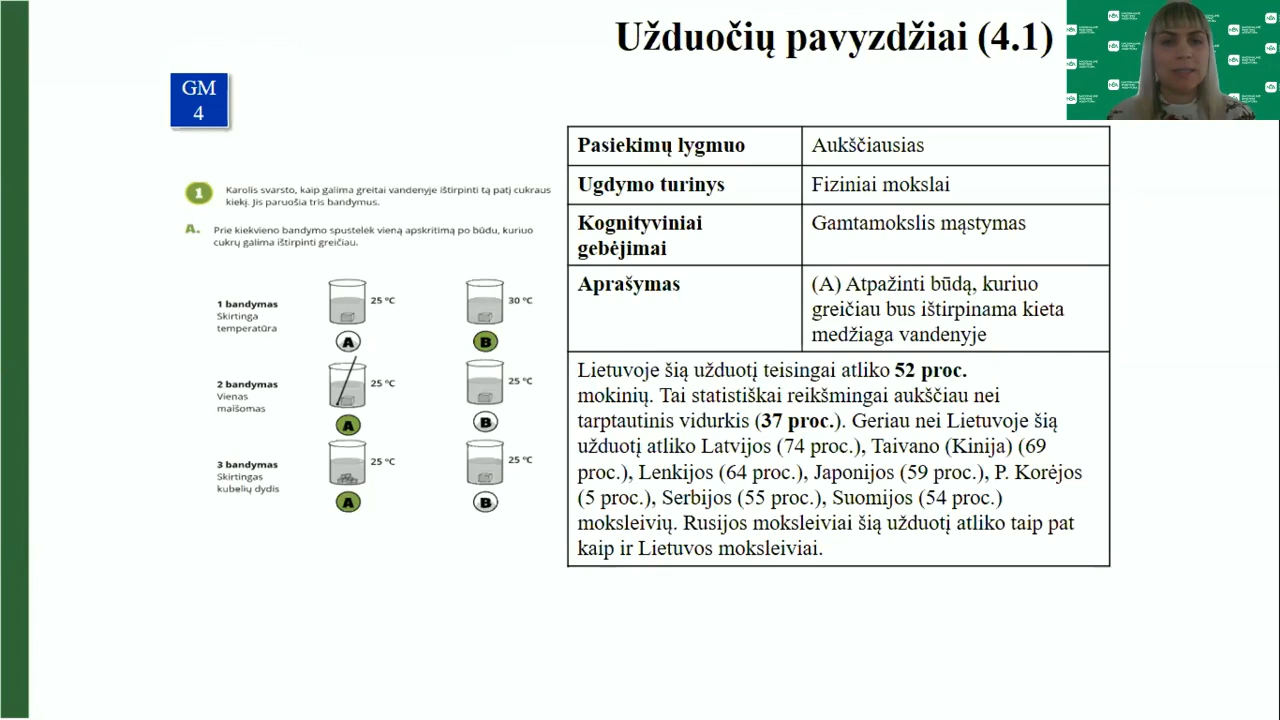 Užduočių pavyzdžiai (4.1)
GM
4
1
Karolis svarsto, kaip galima greitai vandenyje ištirpinti tą patį cukraus
kiekį. Jis paruošia tris bandymus.
A.
Prie kiekvieno bandymo spustelėk vieną apskritimą po būdu, kuriuo
cukrų galima ištirpinti greičiau.
1 bandymas
Skirtinga
temperatūra
25 °C
30 °C
A
B
2 bandymas
Vienas
maišomas
25 °C
25 °C
A
B
3 bandymas
Skirtingas
kubelių dydis
25 °C
25 °C
A
B
Pasiekimų lygmuo
Aukščiausias
Ugdymo turinys
Fiziniai mokslai
Kognityviniai
gebėjimai
Gamtamokslis mąstymas
Aprašymas
(A) Atpažinti būdą, kuriuo
greičiau bus ištirpinama kieta
medžiaga vandenyje
Lietuvoje šią užduotį teisingai atliko 52 proc.
mokinių. Tai statistiškai reikšmingai aukščiau nei
tarptautinis vidurkis (37 proc.). Geriau nei Lietuvoje šią
užduotį atliko Latvijos (74 proc.), Taivano (Kinija) (69
proc.), Lenkijos (64 proc.), Japonijos (59 proc.), P. Korėjos
(5 proc.), Serbijos (55 proc.), Suomijos (54 proc.)
moksleivių. Rusijos moksleiviai šią užduotį atliko taip pat
kaip ir Lietuvos moksleiviai.